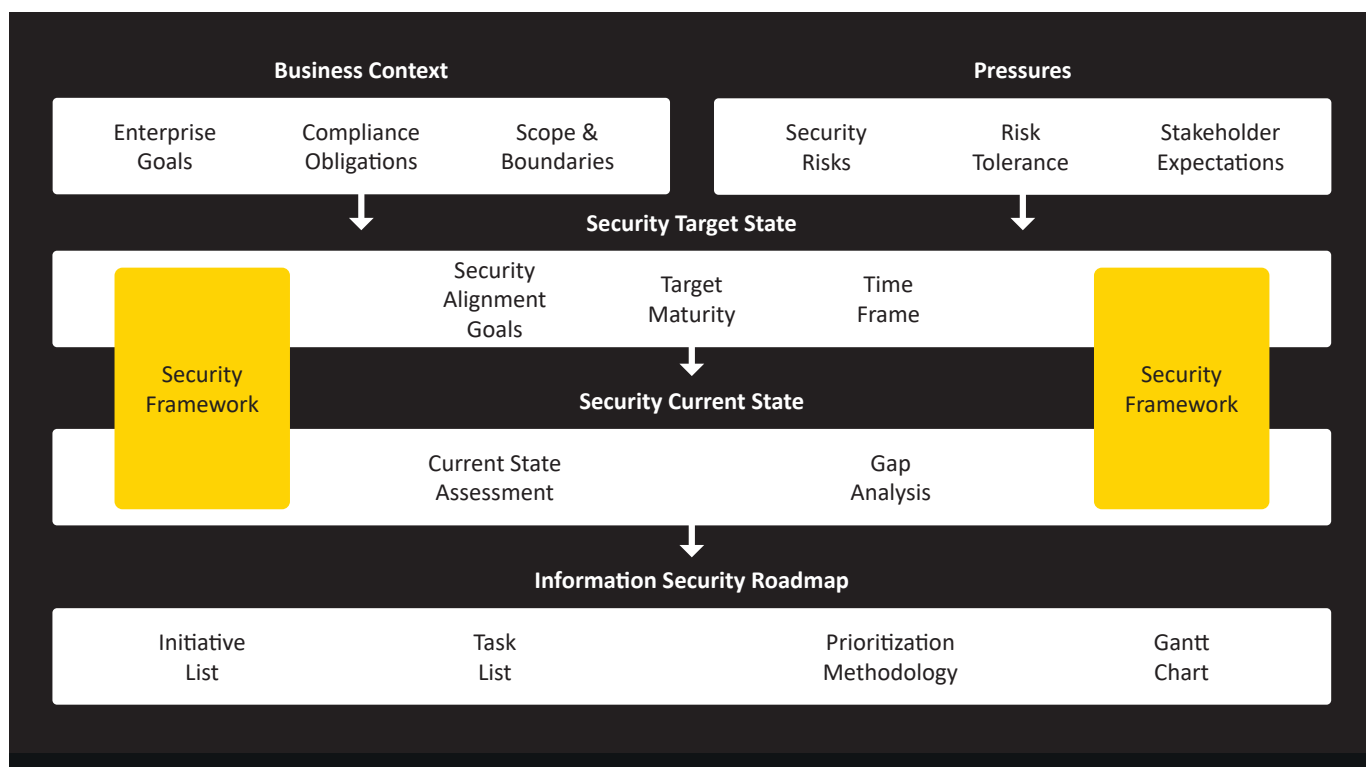 Business Context
Enterprise
Goals
Compliance
Obligations
Scope &
Boundaries
Pressures
Security
Risks
Risk
Tolerance
Stakeholder
Expectations
Security Target State
Security
Framework
Security
Alignment
Goals
Target
Maturity
Time
Frame
Security
Framework
Security Current State
Current State
Assessment
Gap
Analysis
Information Security Roadmap
Initiative
List
Task
List
Prioritization
Methodology
Gantt
Chart